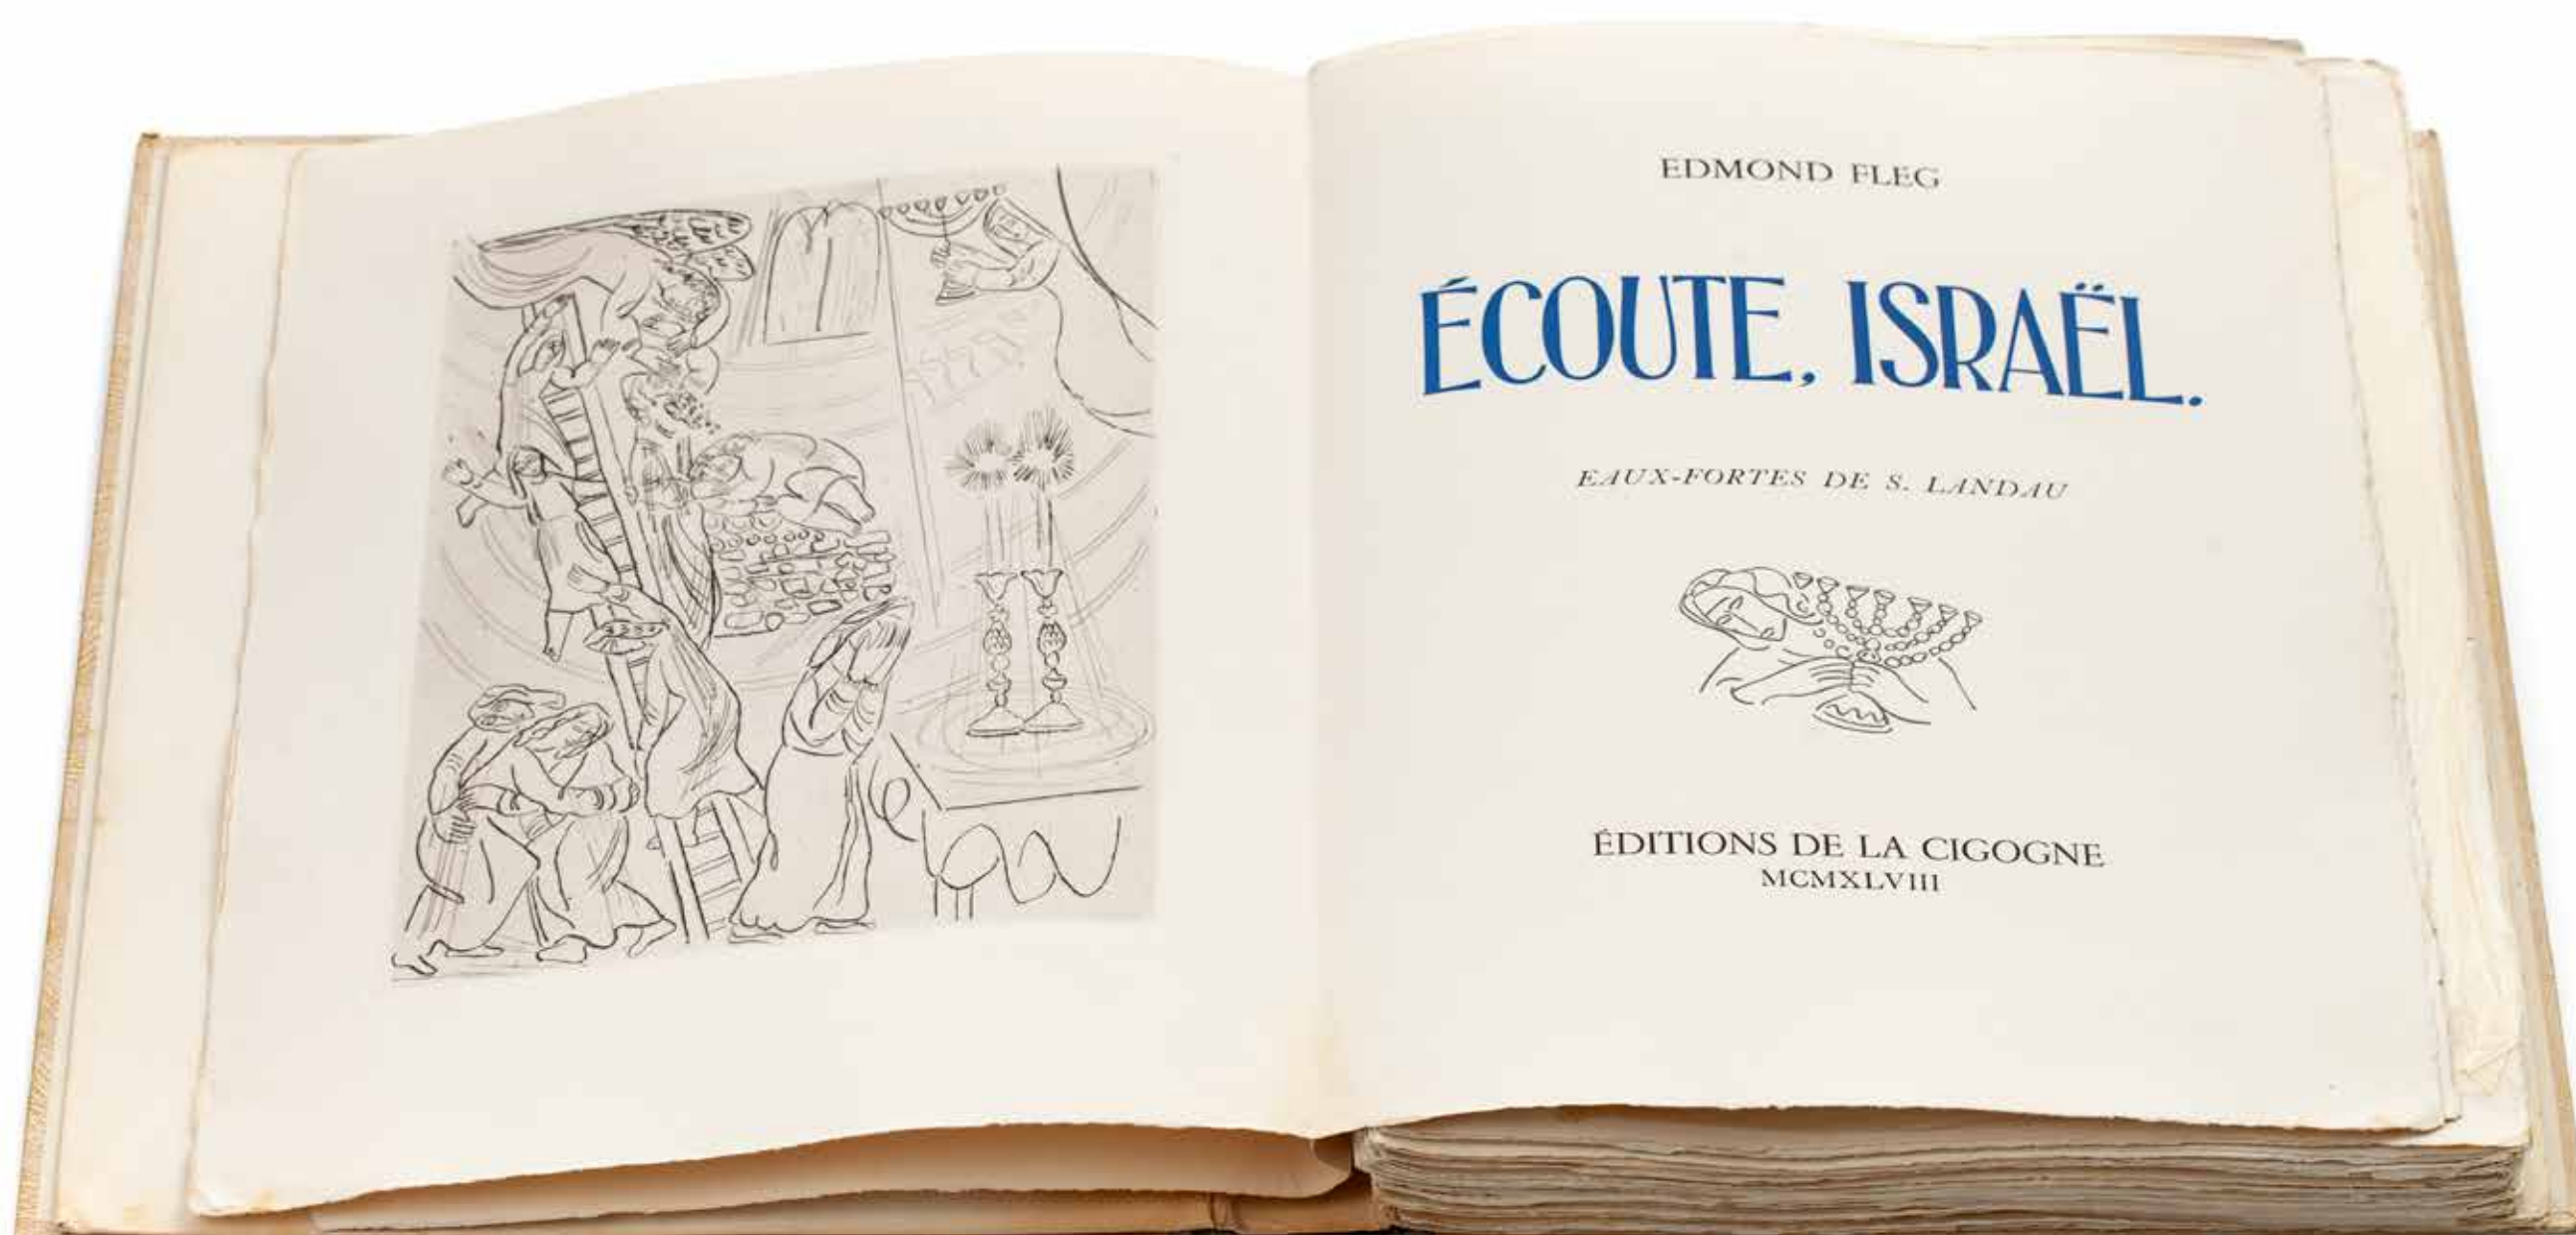 EDMOND FLEG
ÉCOUTE, ISRAËL.
EAUX-FORTES DE S. LANDAU
ÉDITIONS DE LA CIGOGNE
MCMXLVIII